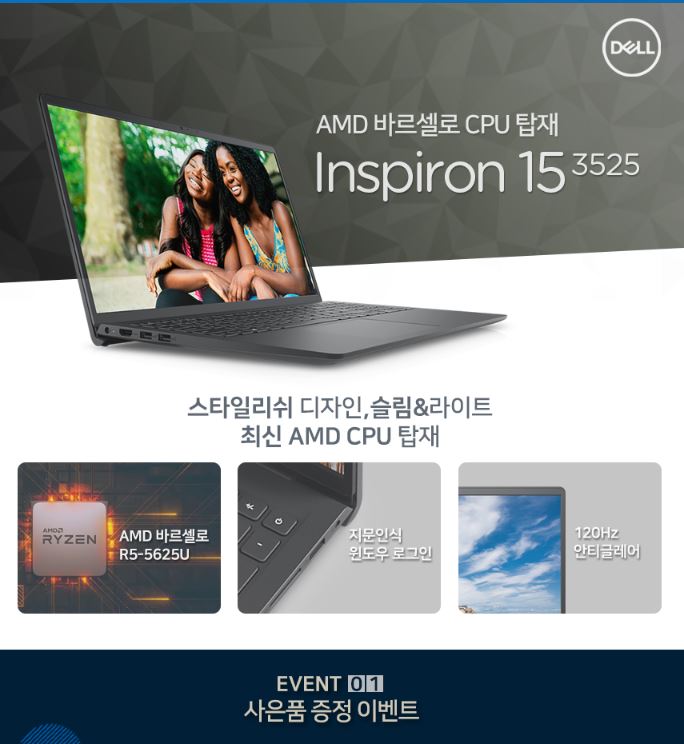 DELL
AMD 바르셀로 CPU 탑재
Inspiron 15 3525
스타일리쉬 디자인,슬림&라이트
최신 AMD CPU 탑재
AMD
RYZEN
AMD 바르셀로
R5-5625U
지문인식
윈도우 로그인
120Hz
안티글레어
EVENT 01
사은품 증정 이벤트